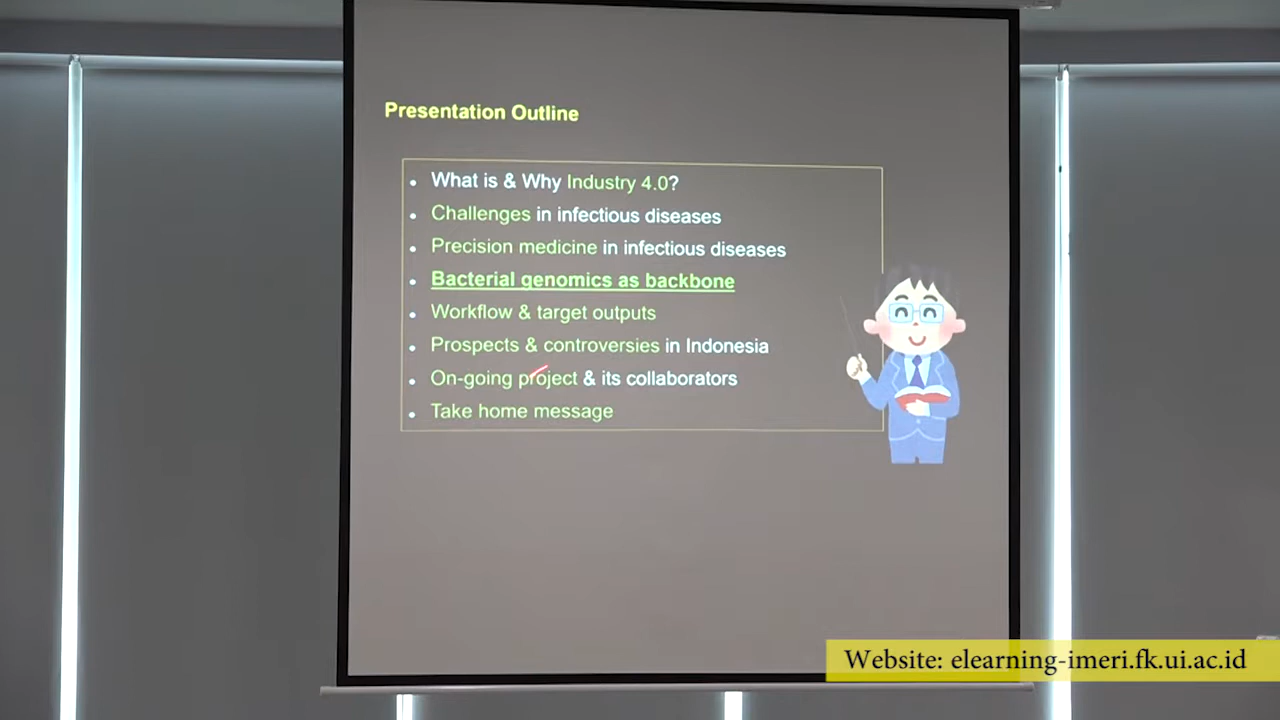 Presentation Outline
• What is & Why Industry 4.0?
• Challenges in infectious diseases
• Precision medicine in infectious diseases
• Bacterial genomics as backbone
• Workflow & target outputs
• Prospects & controversies in Indonesia
• On-going project & its collaborators
• Take home message
Website: elearning-imeri.fk.ui.ac.id